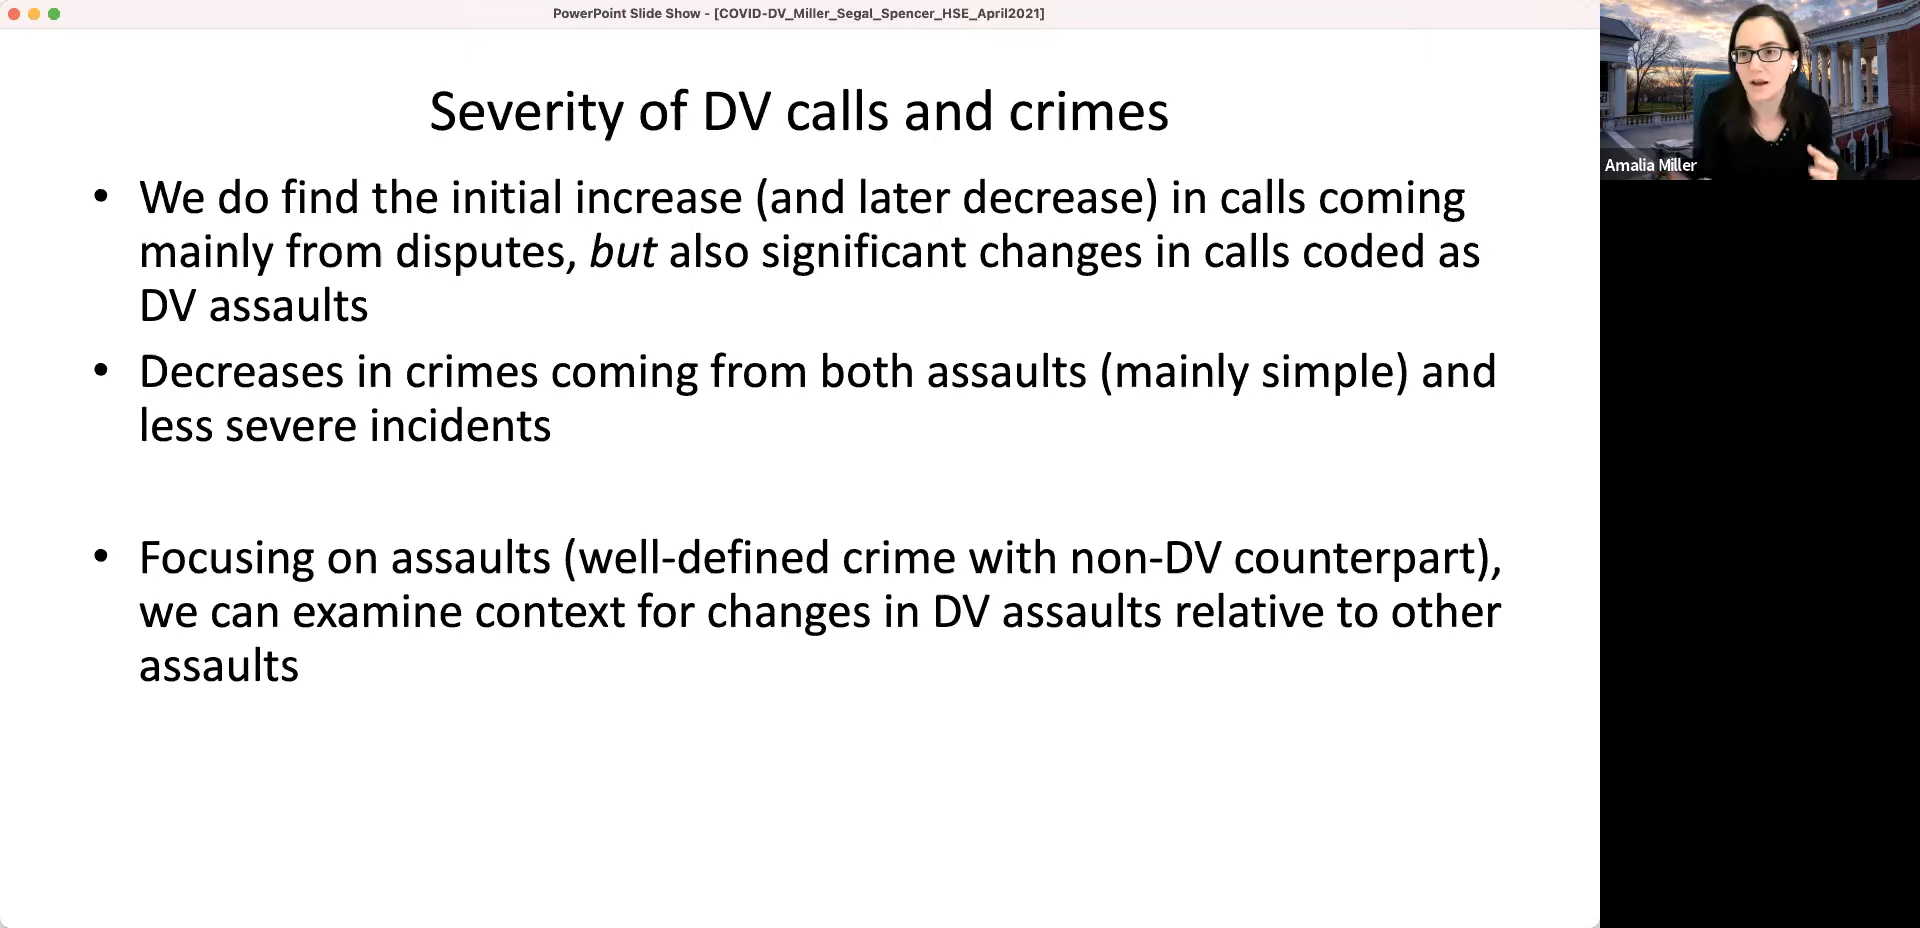 PowerPoint Slide Show - [COVID-DV_Miller_Segal_Spencer_HSE_April2021]
Severity of DV calls and crimes
• We do find the initial increase (and later decrease) in calls coming
mainly from disputes, but also significant changes in calls coded as
DV assaults
• Decreases in crimes coming from both assaults (mainly simple) and
less severe incidents
• Focusing on assaults (well-defined crime with non-DV counterpart),
we can examine context for changes in DV assaults relative to other
assaults
Amalia Miller